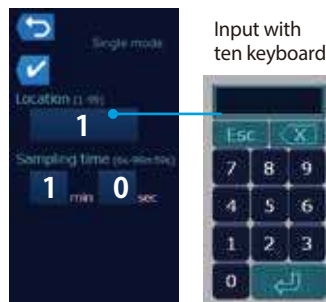 Single mode
Input with
ten keyboard
Location (1-99)
1
Sampling time (6s-99m59s)
1 min 0 sec
Esc X
7 8 9
4 5 6
1 2 3
0